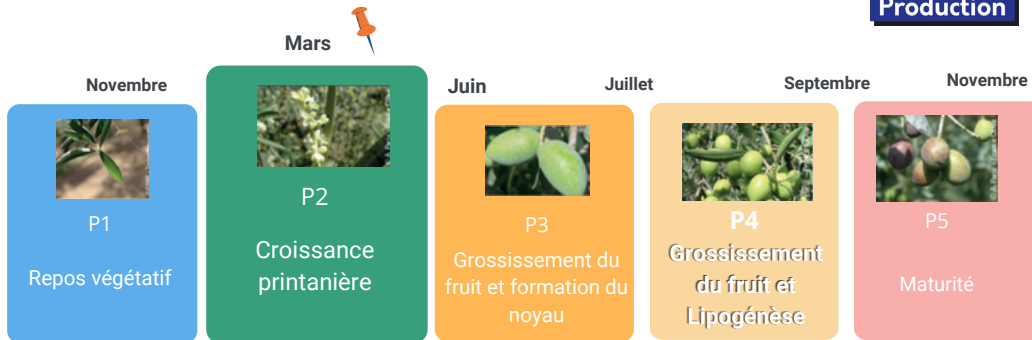 Production
Mars
Novembre
Juin
Juillet
Septembre
Novembre
P1
Repos végétatif
P2
Croissance
printanière
P3
Grossissement du
fruit et formation du
noyau
P4
Grossissement
du fruit et
Lipogénèse
P5
Maturité